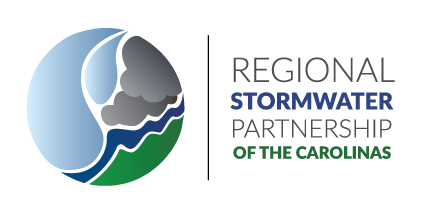 REGIONAL
STORMWATER
PARTNERSHIP
OF THE CAROLINAS